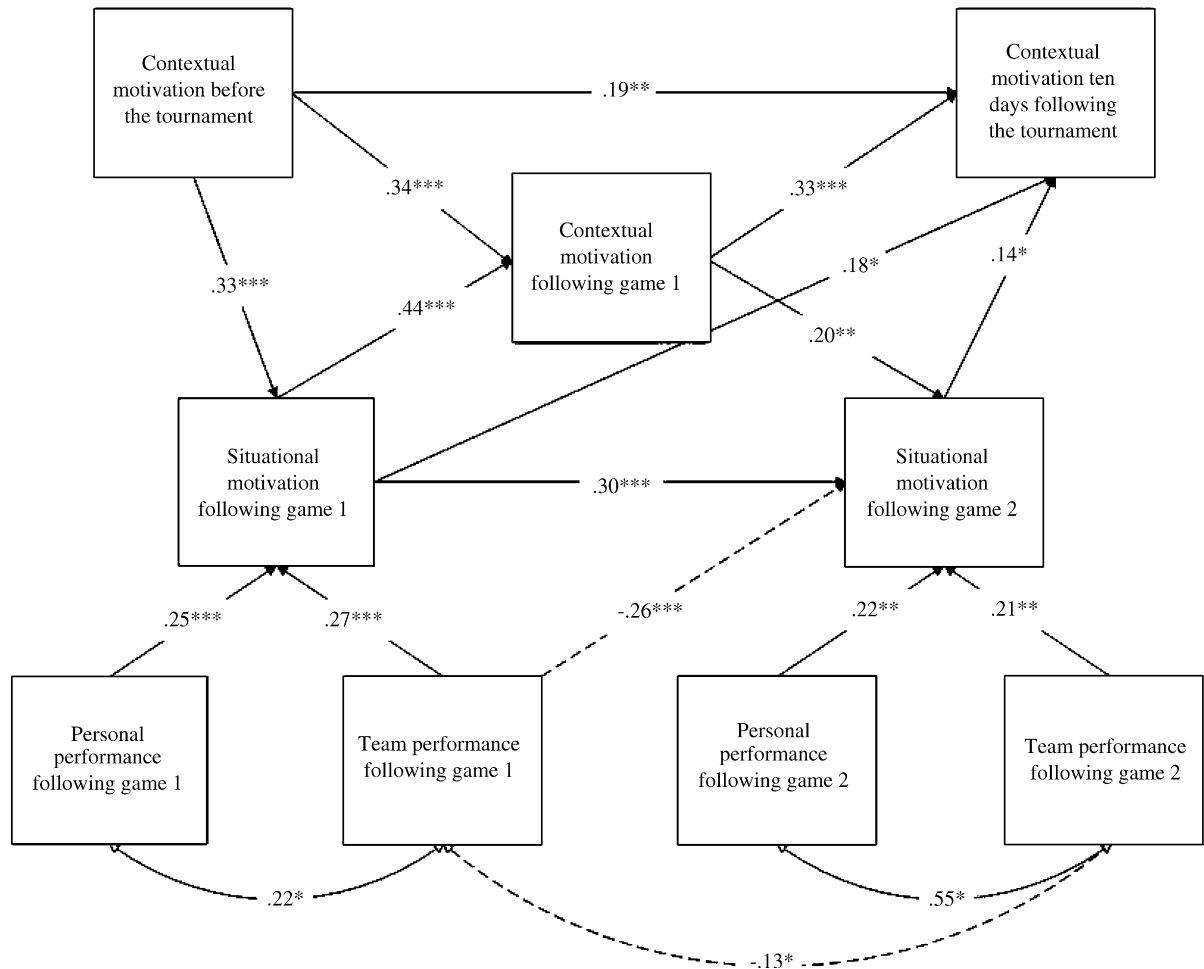 Contextual
motivation before
the tournament
.19**
Contextual
motivation ten
days following
the tournament
.34***
.33***
Contextual
motivation
following game 1
.33***
.44***
.18*
.14*
.20**
Situational
motivation
following game 1
.30***
Situational
motivation
following game 2
.25***
.27***
-.26***
.22**
.21**
Personal
performance
following game 1
Team performance
following game 1
Personal
performance
following game 2
Team performance
following game 2
.22*
.55*
-.13*